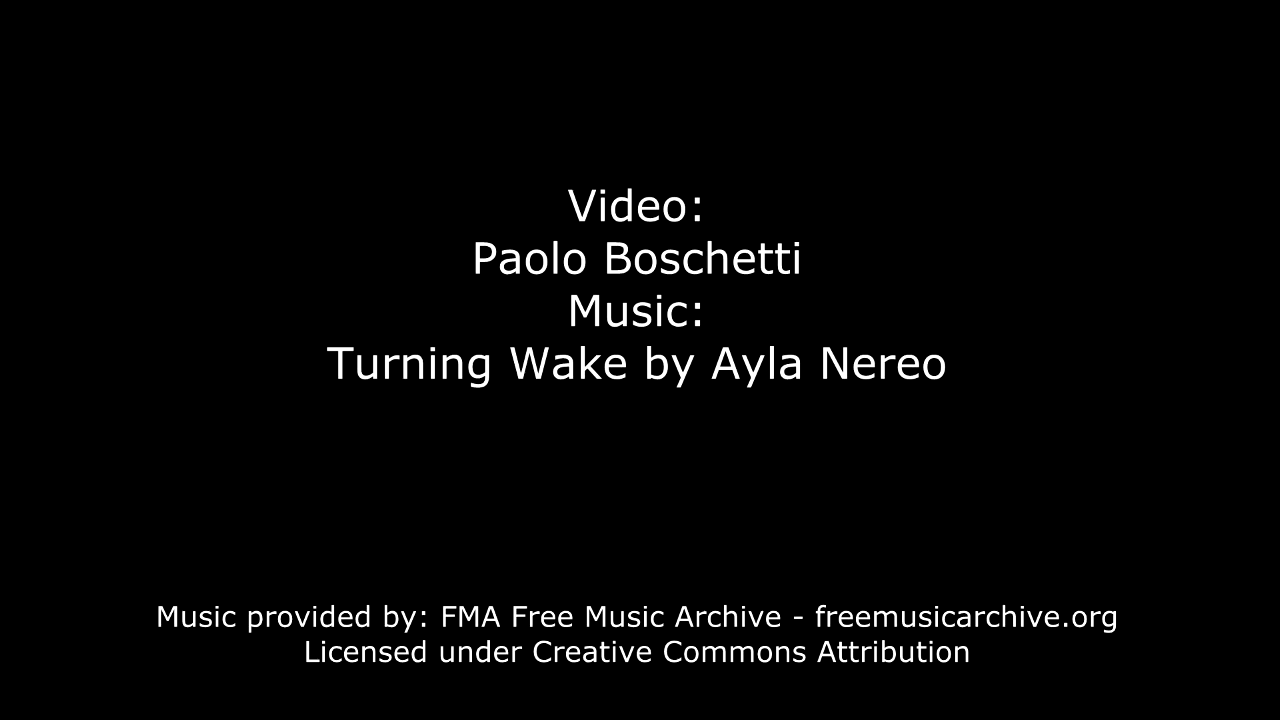 Video:
Paolo Boschetti
Music:
Turning Wake by Ayla Nereo
Music provided by: FMA Free Music Archive - freemusicarchive.org
Licensed under Creative Commons Attribution